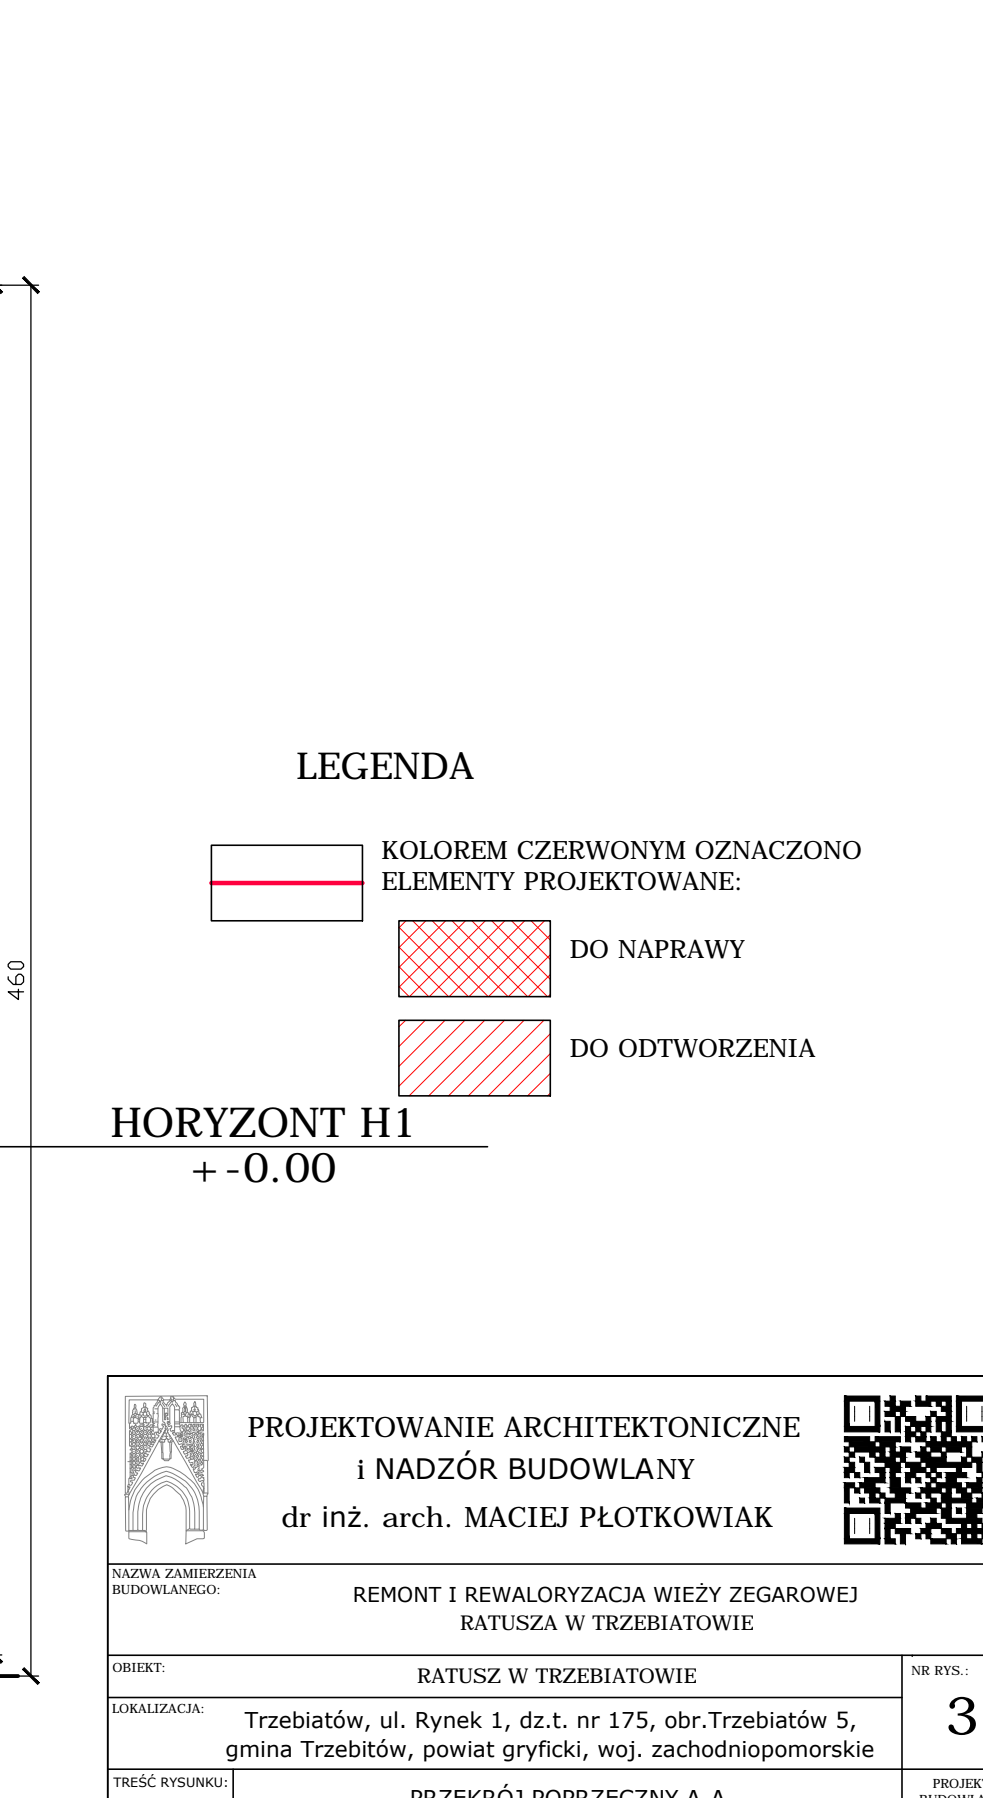 LEGENDA
KOLOREM CZERWONYM OZNACZONO
ELEMENTY PROJEKTOWANE:
DO NAPRAWY
460
DO ODTWORZENIA
HORYZONT H1
+-0.00
PROJEKTOWANIE ARCHITEKTONICZNE
i NADZÓR BUDOWLANY
dr inż. arch. MACIEJ PŁOTKOWIAK
NAZWA ZAMIERZENIA
BUDOWLANEGO:
REMONT I REWALORYZACJA WIEŻY ZEGAROWEJ
RATUSZA W TRZEBIATOWIE
OBIEKT:
RATUSZ W TRZEBIATOWIE
NR RYS.:
3
LOKALIZACJA:
Trzebiatów, ul. Rynek 1, dz.t. nr 175, obr.Trzebiatów 5,
gmina Trzebitów, powiat gryficki, woj. zachodniopomorskie
TREŚĆ RYSUNKU:
PRZEKRÓJ POPRZECZNY A-A
PROJEKT